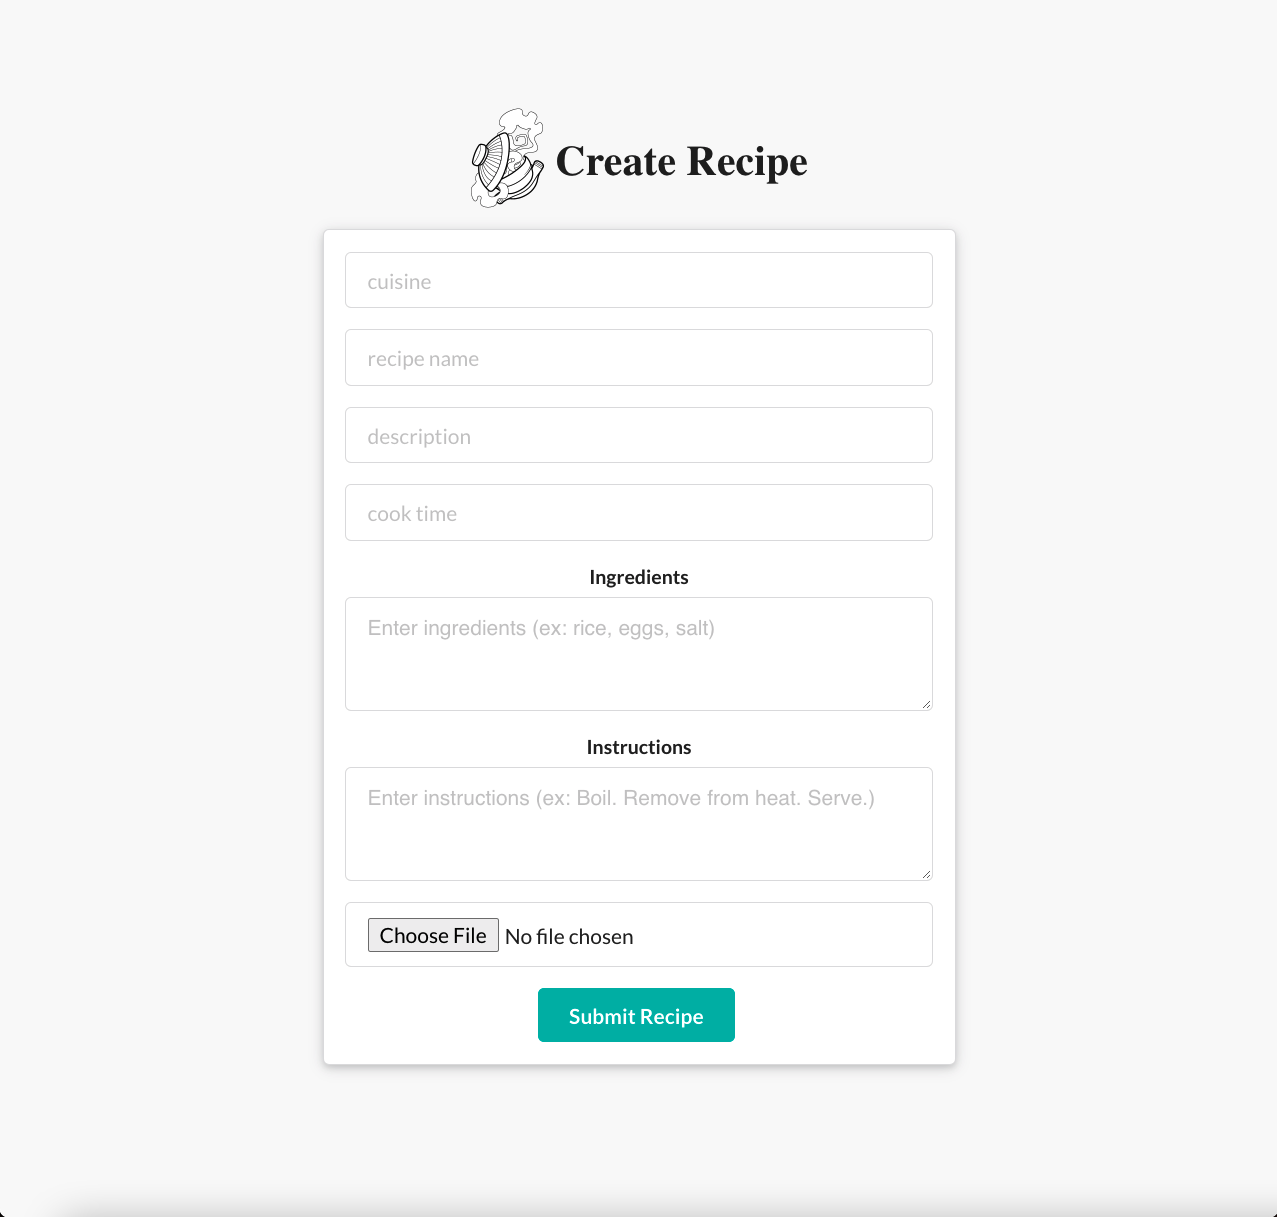 Create Recipe
cuisine
recipe name
description
cook time
Ingredients
Enter ingredients (ex: rice, eggs, salt)
Instructions
Enter instructions (ex: Boil. Remove from heat. Serve.)
Choose File No file chosen
Submit Recipe